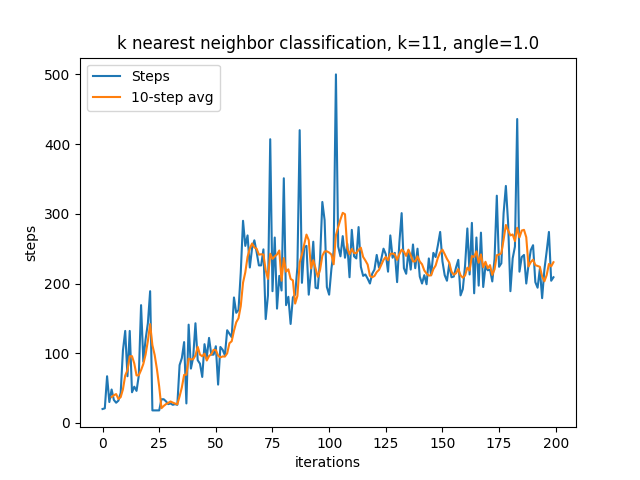 k nearest neighbor classification, k=11, angle=1.0
Steps
10-step avg
500
400
300
200
100
0
steps
0 25 50 75 100 125 150 175 200
iterations